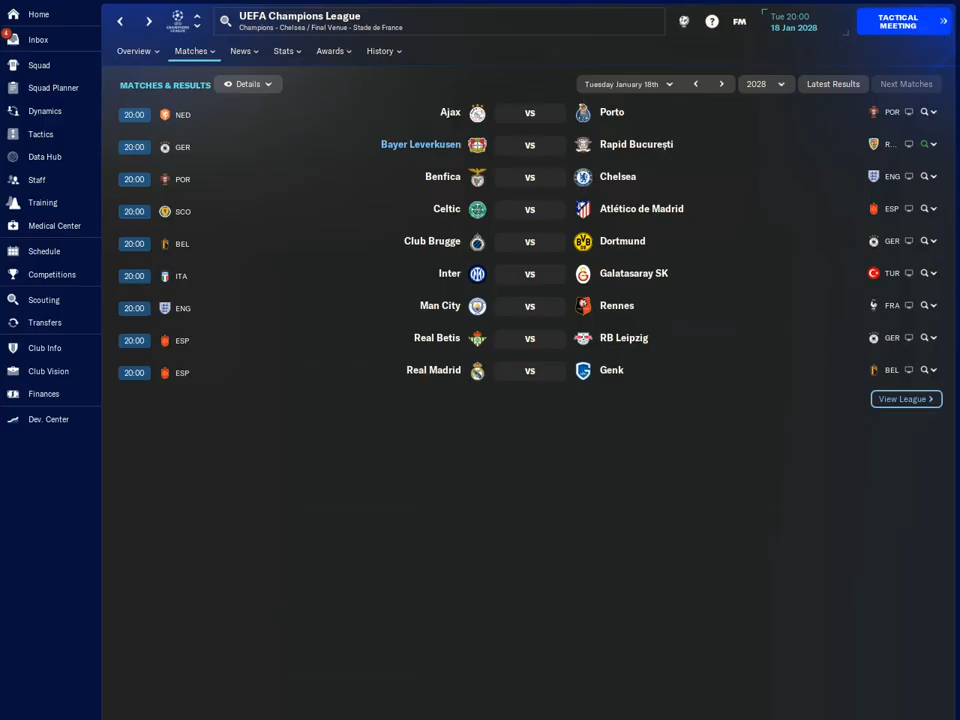 Home
4
Inbox
Squad
Squad Planner
Dynamics
Tactics
Data Hub
Staff
Training
Medical Center
Schedule
Competitions
Scouting
Transfers
Club Info
Club Vision
Finances
Dev. Center
UEFA Champions League
Champions - Chelsea / Final Venue - Stade de France
?
FM
Tue 20:00
18 Jan 2028
TACTICAL MEETING
Overview
Matches
News
Stats
Awards
History
MATCHES & RESULTS
Details
Tuesday January 18th
2028
Latest Results
Next Matches
20:00 NED Ajax vs Porto POR
20:00 GER Bayer Leverkusen vs Rapid București R...
20:00 POR Benfica vs Chelsea ENG
20:00 SCO Celtic vs Atlético de Madrid ESP
20:00 BEL Club Brugge vs Dortmund GER
20:00 ITA Inter vs Galatasaray SK TUR
20:00 ENG Man City vs Rennes FRA
20:00 ESP Real Betis vs RB Leipzig GER
20:00 ESP Real Madrid vs Genk BEL
View League